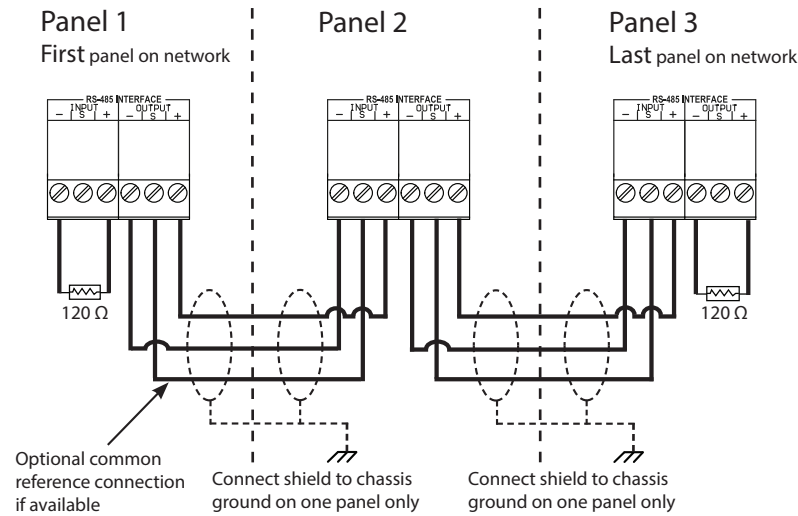 Panel 1
First panel on network
Panel 2
Panel 3
Last panel on network
RS-485 INTERFACE
INPUT OUTPUT
– S + – S +
RS-485 INTERFACE
INPUT OUTPUT
– S + – S +
RS-485 INTERFACE
INPUT OUTPUT
– S + – S +
120 Ω
120 Ω
Optional common
reference connection
if available
Connect shield to chassis
ground on one panel only
Connect shield to chassis
ground on one panel only